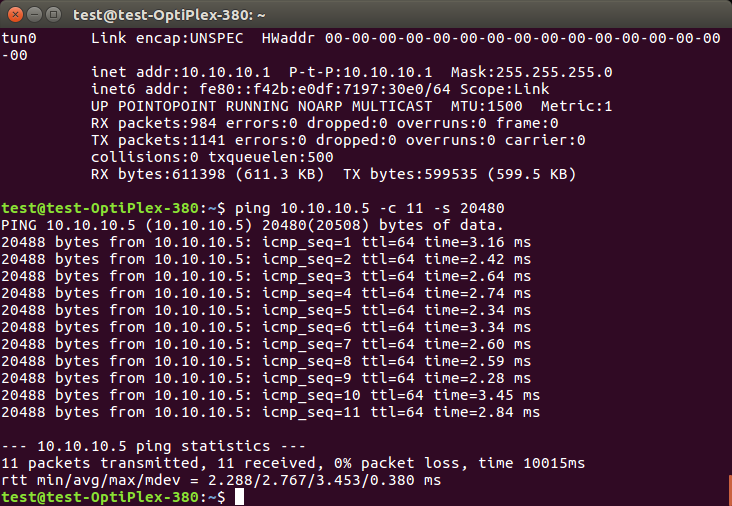 test@test-OptiPlex-380: ~
tun0      Link encap:UNSPEC  HWaddr 00-00-00-00-00-00-00-00-00-00-00-00-00-00-00
-00
          inet addr:10.10.10.1  P-t-P:10.10.10.1  Mask:255.255.255.0
          inet6 addr: fe80::f42b:e0df:7197:30e0/64 Scope:Link
          UP POINTOPOINT RUNNING NOARP MULTICAST  MTU:1500  Metric:1
          RX packets:984 errors:0 dropped:0 overruns:0 frame:0
          TX packets:1141 errors:0 dropped:0 overruns:0 carrier:0
          collisions:0 txqueuelen:500
          RX bytes:611398 (611.3 KB)  TX bytes:599535 (599.5 KB)
test@test-OptiPlex-380:~$ ping 10.10.10.5 -c 11 -s 20480
PING 10.10.10.5 (10.10.10.5) 20480(20508) bytes of data.
20488 bytes from 10.10.10.5: icmp_seq=1 ttl=64 time=3.16 ms
20488 bytes from 10.10.10.5: icmp_seq=2 ttl=64 time=2.42 ms
20488 bytes from 10.10.10.5: icmp_seq=3 ttl=64 time=2.64 ms
20488 bytes from 10.10.10.5: icmp_seq=4 ttl=64 time=2.74 ms
20488 bytes from 10.10.10.5: icmp_seq=5 ttl=64 time=2.34 ms
20488 bytes from 10.10.10.5: icmp_seq=6 ttl=64 time=3.34 ms
20488 bytes from 10.10.10.5: icmp_seq=7 ttl=64 time=2.60 ms
20488 bytes from 10.10.10.5: icmp_seq=8 ttl=64 time=2.59 ms
20488 bytes from 10.10.10.5: icmp_seq=9 ttl=64 time=2.28 ms
20488 bytes from 10.10.10.5: icmp_seq=10 ttl=64 time=3.45 ms
20488 bytes from 10.10.10.5: icmp_seq=11 ttl=64 time=2.84 ms
--- 10.10.10.5 ping statistics ---
11 packets transmitted, 11 received, 0% packet loss, time 10015ms
rtt min/avg/max/mdev = 2.288/2.767/3.453/0.380 ms
test@test-OptiPlex-380:~$